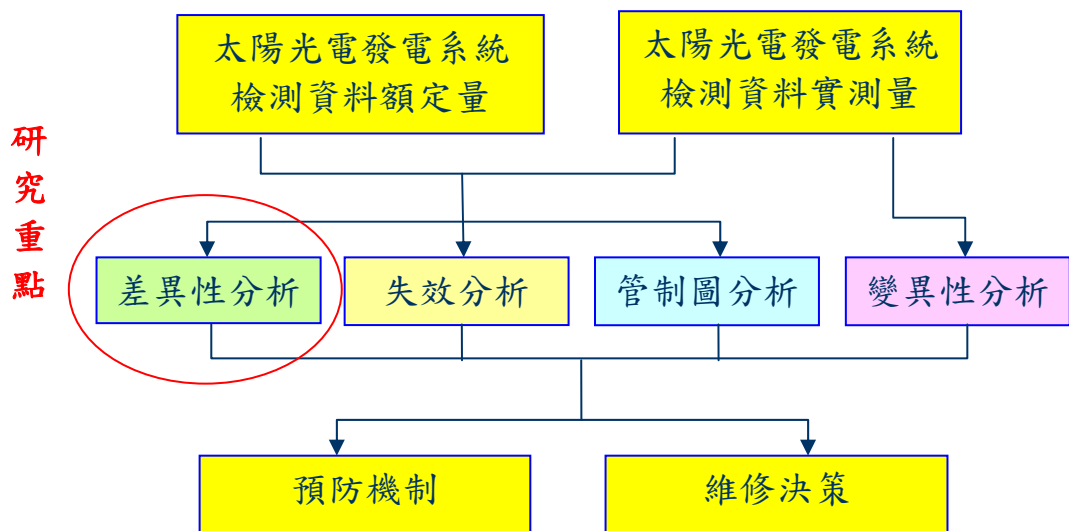 太陽光電發電系統
檢測資料額定量
太陽光電發電系統
檢測資料實測量
研究重點
差異性分析
失效分析
管制圖分析
變異性分析
預防機制
維修決策